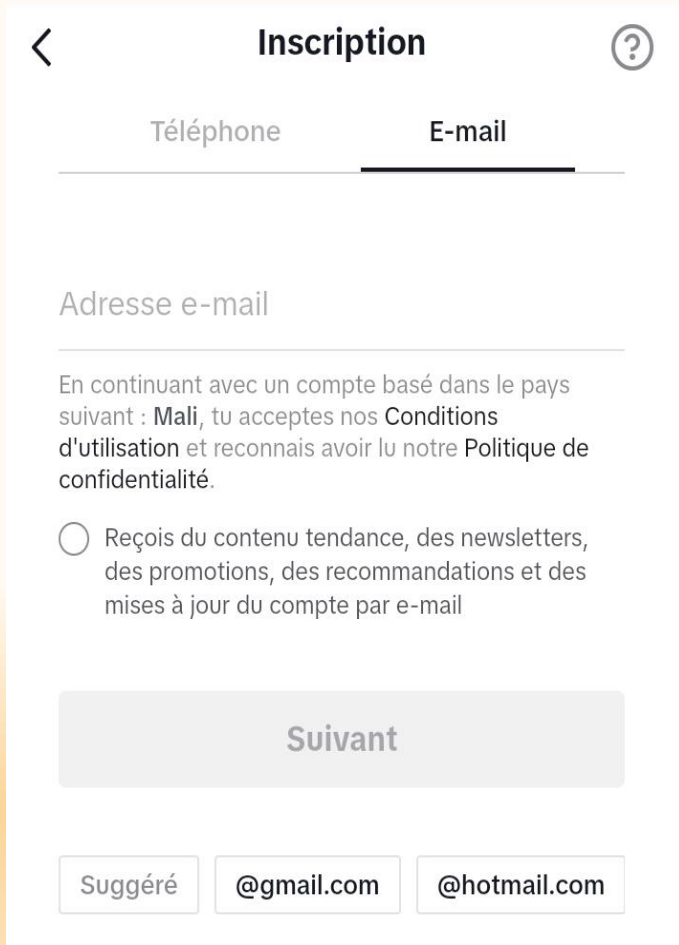 Inscription
Téléphone
E-mail
Adresse e-mail
En continuant avec un compte basé dans le pays
suivant : Mali, tu acceptes nos Conditions
d'utilisation et reconnais avoir lu notre Politique de
confidentialité.
Reçois du contenu tendance, des newsletters,
des promotions, des recommandations et des
mises à jour du compte par e-mail
Suivant
Suggéré
@gmail.com
@hotmail.com